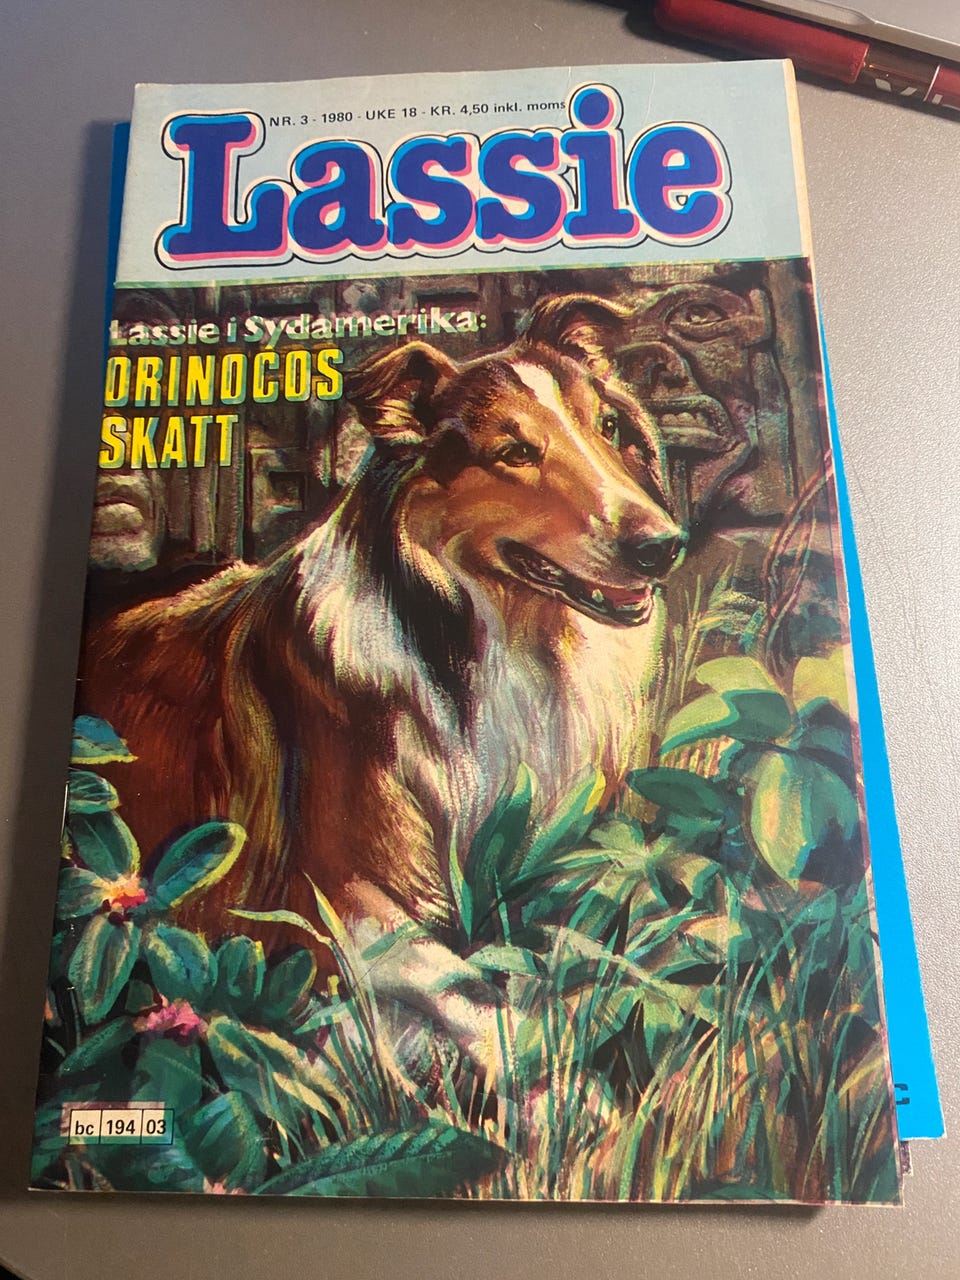 NR. 3 - 1980 - UKE 18 - KR. 4,50 inkl. moms
Lassie
Lassie i Sydamerika:
ORINOCOS
SKATT
bc 194 03